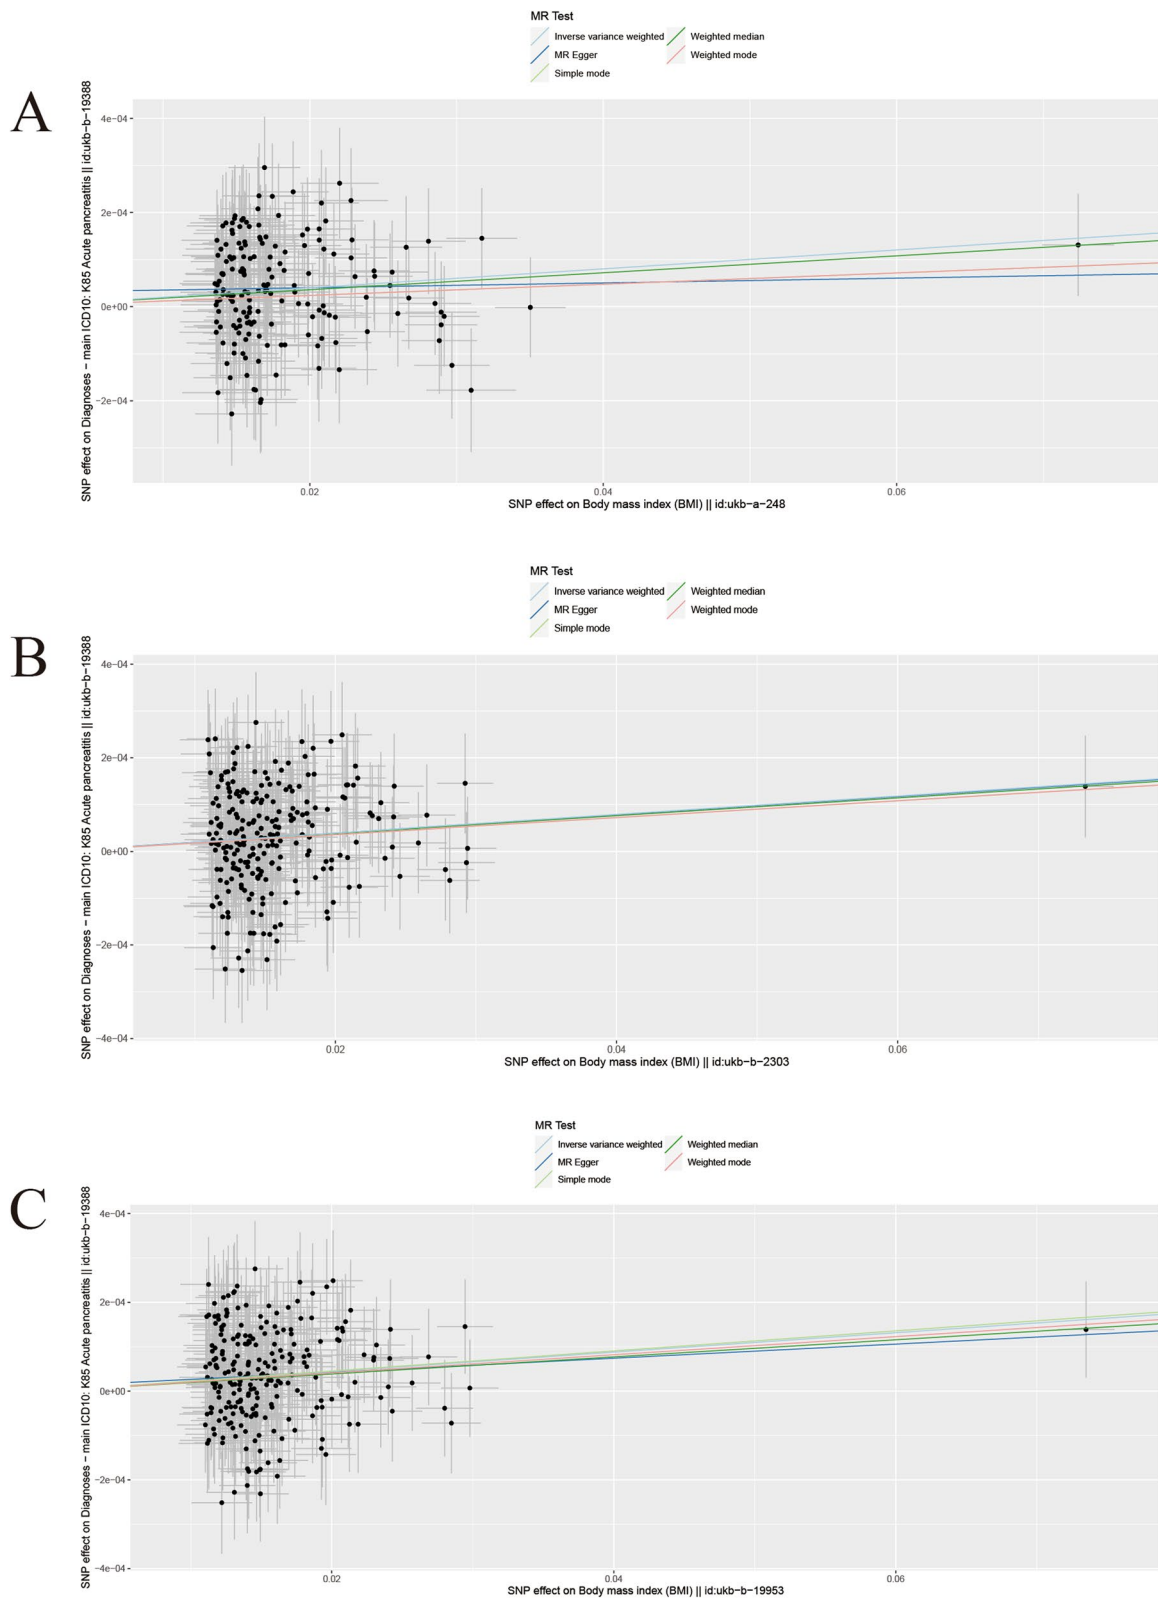 MR Test
Inverse variance weighted
Weighted median
MR Egger
Weighted mode
Simple mode
A
SNP effect on Diagnoses − main ICD10: K85 Acute pancreatitis || id:ukb−b−19388
4e−04
2e−04
0e+00
−2e−04
0.02
0.04
0.06
SNP effect on Body mass index (BMI) || id:ukb−a−248
MR Test
Inverse variance weighted
Weighted median
MR Egger
Weighted mode
Simple mode
B
SNP effect on Diagnoses − main ICD10: K85 Acute pancreatitis || id:ukb−b−19388
4e−04
2e−04
0e+00
−2e−04
−4e−04
0.02
0.04
0.06
SNP effect on Body mass index (BMI) || id:ukb−b−2303
MR Test
Inverse variance weighted
Weighted median
MR Egger
Weighted mode
Simple mode
C
SNP effect on Diagnoses − main ICD10: K85 Acute pancreatitis || id:ukb−b−19388
4e−04
2e−04
0e+00
−2e−04
−4e−04
0.02
0.04
0.06
SNP effect on Body mass index (BMI) || id:ukb−b−19953